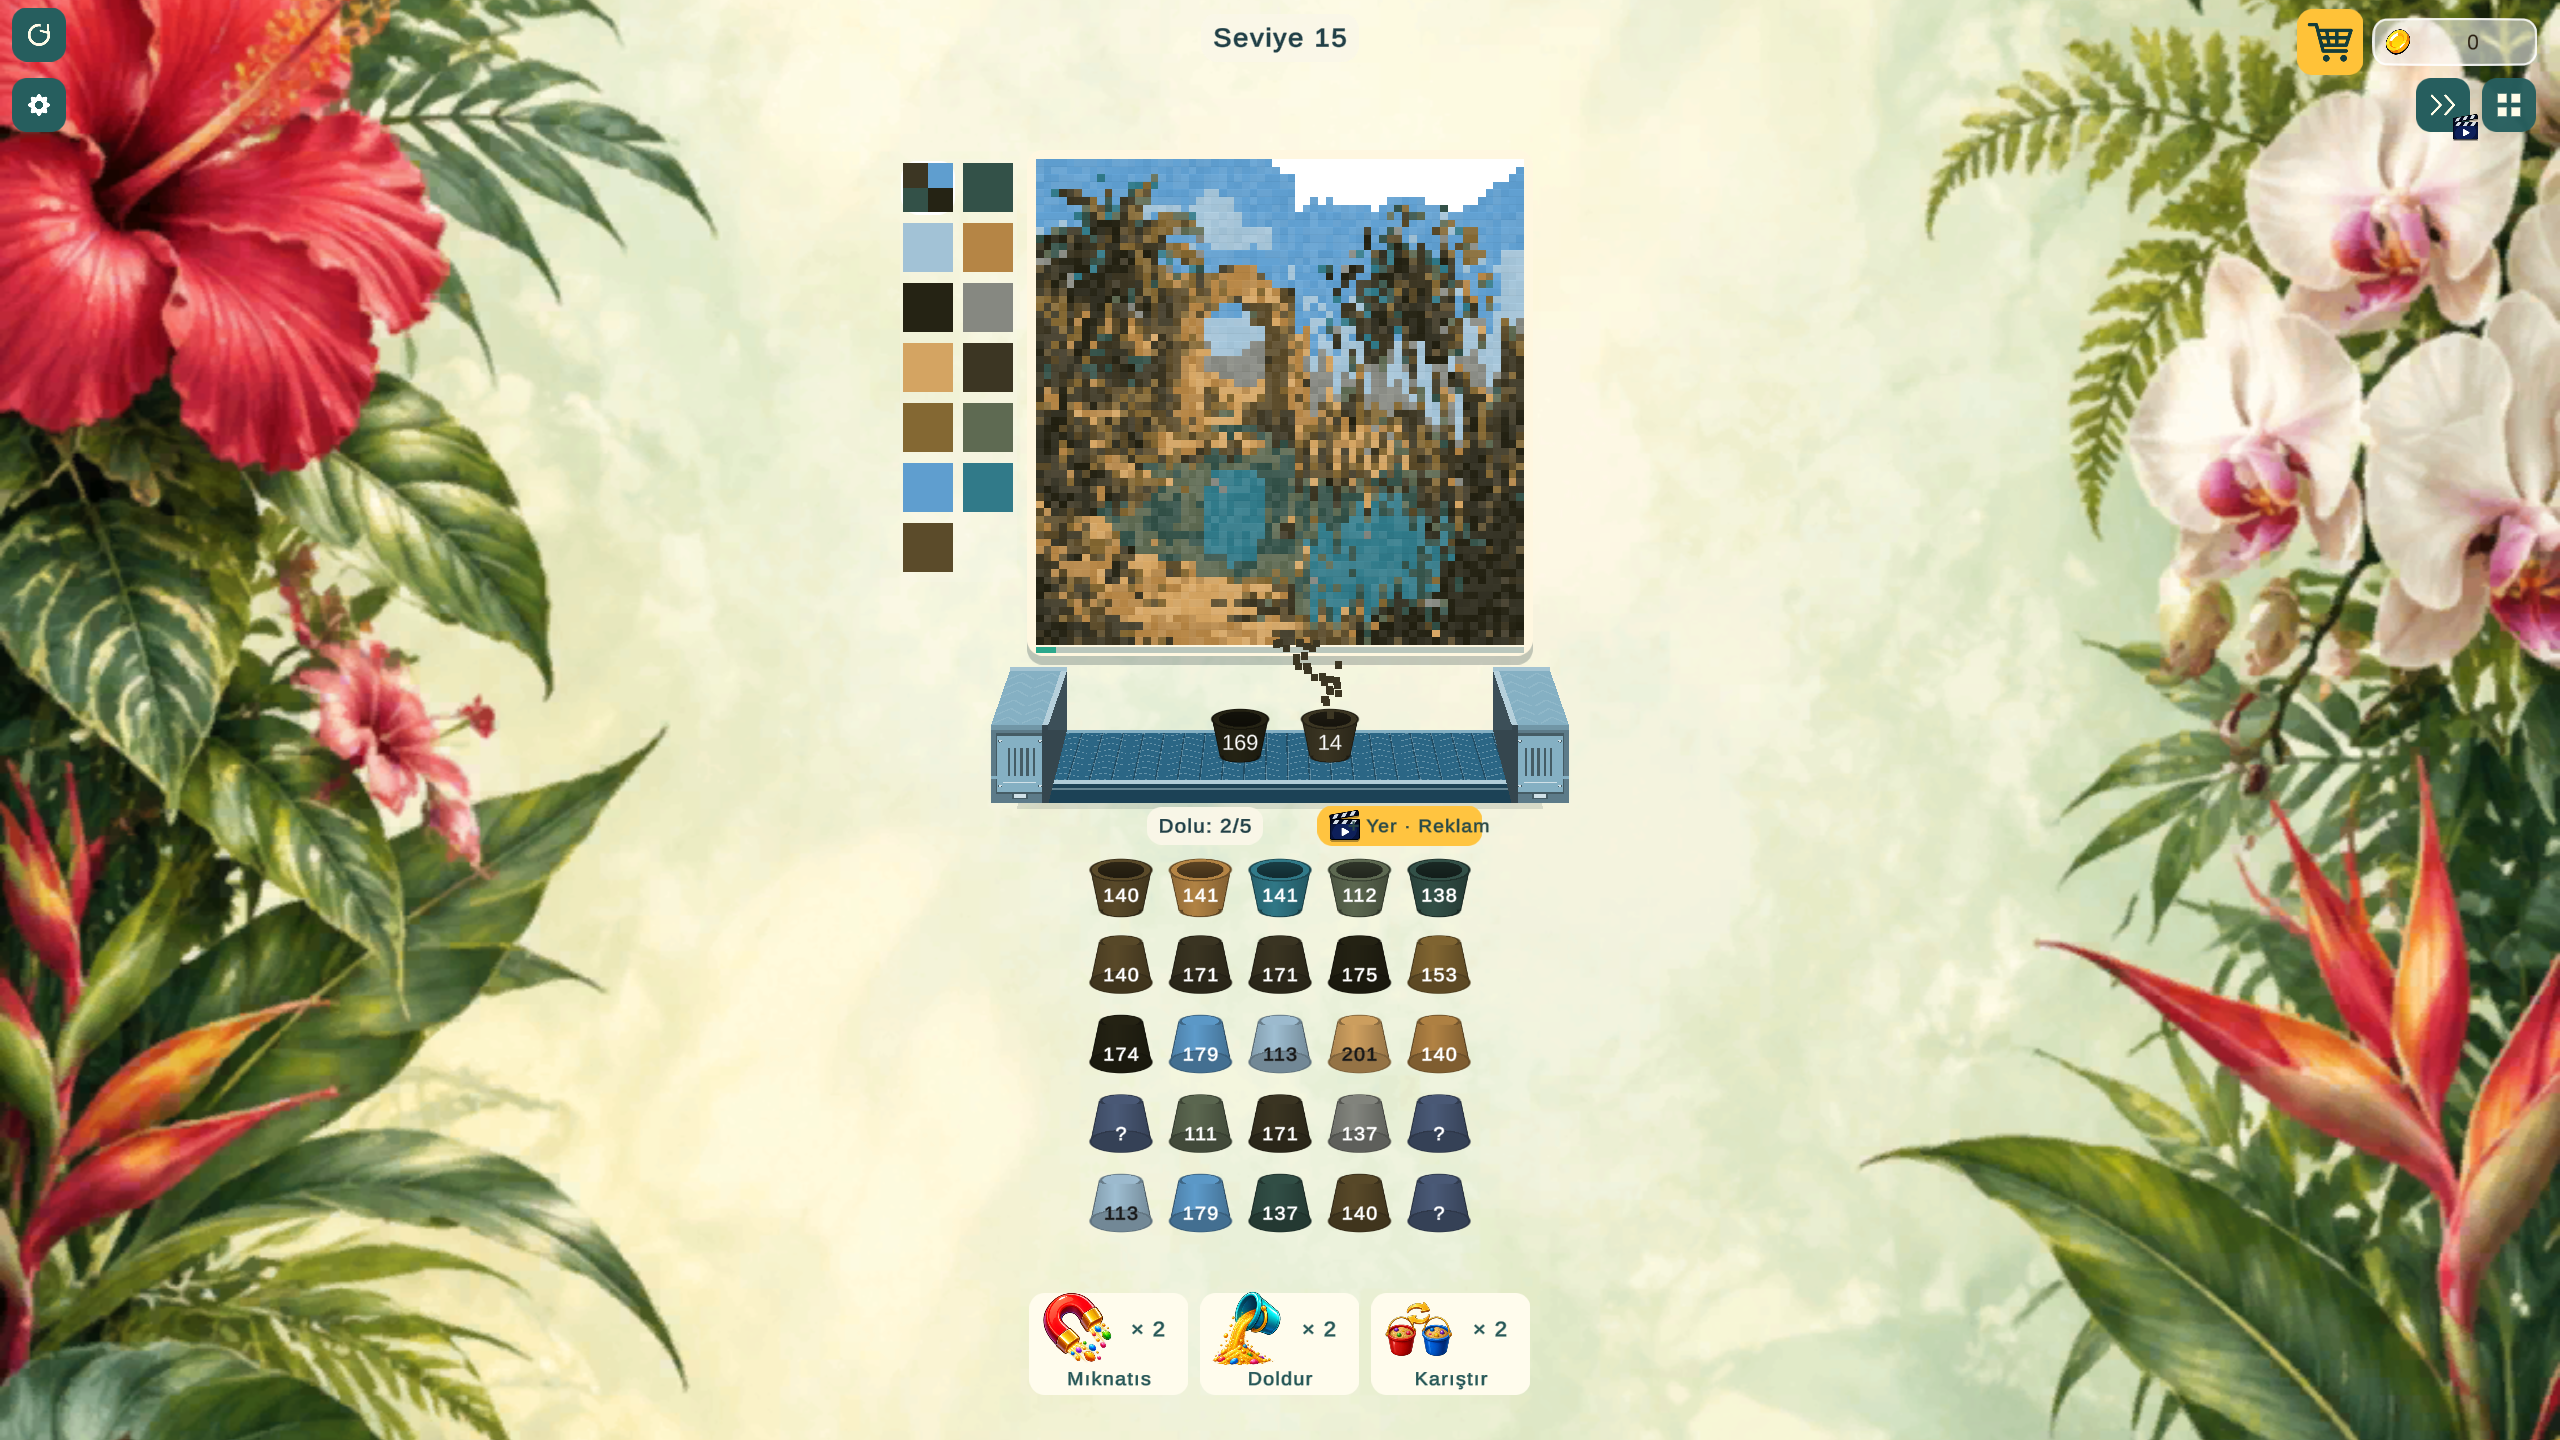 Seviye 15
0
169 14
Dolu: 2/5
Yer · Reklam
140 141 141 112 138
140 171 171 175 153
174 179 113 201 140
? 111 171 137 ?
113 179 137 140 ?
× 2 × 2 × 2
Mıknatıs Doldur Karıştır